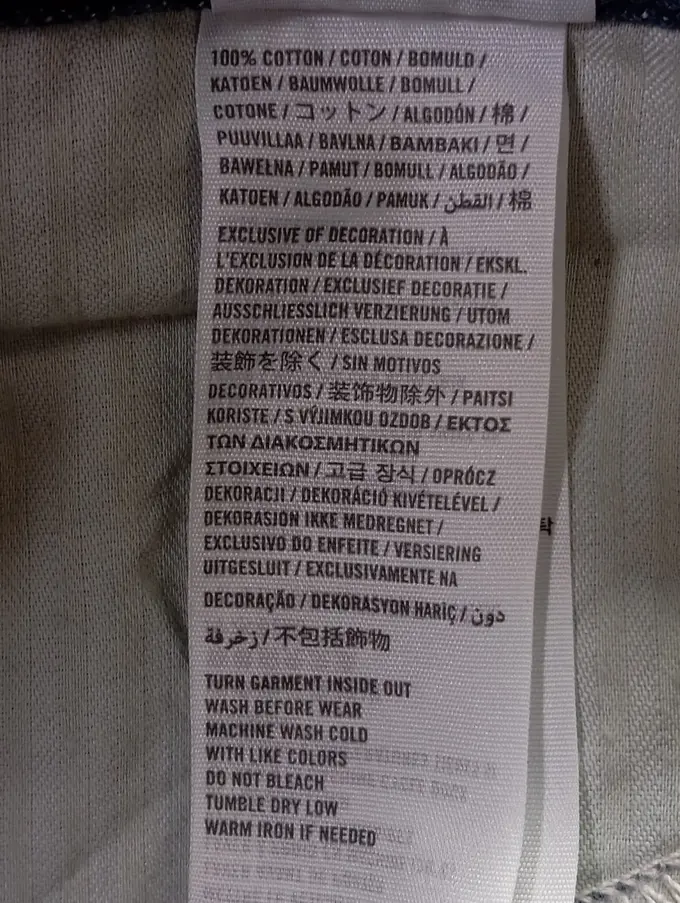 100% COTTON / COTON / BOMULD /
KATOEN / BAUMWOLLE / BOMULL /
COTONE / コットン / ALGODÓN / 棉 /
PUUVILLAA / BAVLNA / BAMBAKI / 면 /
BAWEŁNA / PAMUT / BOMULL / ALGODÃO /
KATOEN / ALGODÃO / PAMUK / القطن / 棉
EXCLUSIVE OF DECORATION / À
L'EXCLUSION DE LA DÉCORATION / EKSKL.
DEKORATION / EXCLUSIEF DECORATIE /
AUSSCHLIESSLICH VERZIERUNG / UTOM
DEKORATIONEN / ESCLUSA DECORAZIONE /
装飾を除く / SIN MOTIVOS
DECORATIVOS / 装饰物除外 / PAITSI
KORISTE / S VÝJIMKOU OZDOB / ΕΚΤΟΣ
ΤΩΝ ΔΙΑΚΟΣΜΗΤΙΚΩΝ
ΣΤΟΙΧΕΙΩΝ / 고급 장식 / OPRÓCZ
DEKORACJI / DEKORÁCIÓ KIVÉTELÉVEL /
DEKORASJON IKKE MEDREGNET /
EXCLUSIVO DO ENFEITE / VERSIERING
UITGESLUIT / EXCLUSIVAMENTE NA
DECORAÇÃO / DEKORASYON HARIÇ / دون
زخرفة / 不包括飾物
TURN GARMENT INSIDE OUT
WASH BEFORE WEAR
MACHINE WASH COLD
WITH LIKE COLORS
DO NOT BLEACH
TUMBLE DRY LOW
WARM IRON IF NEEDED